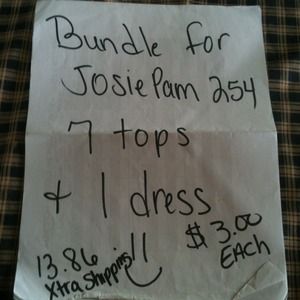 Bundle for
JosiePam 254
7 tops
+ 1 dress!!
13.86
Xtra Shipping
$3.00
EACH